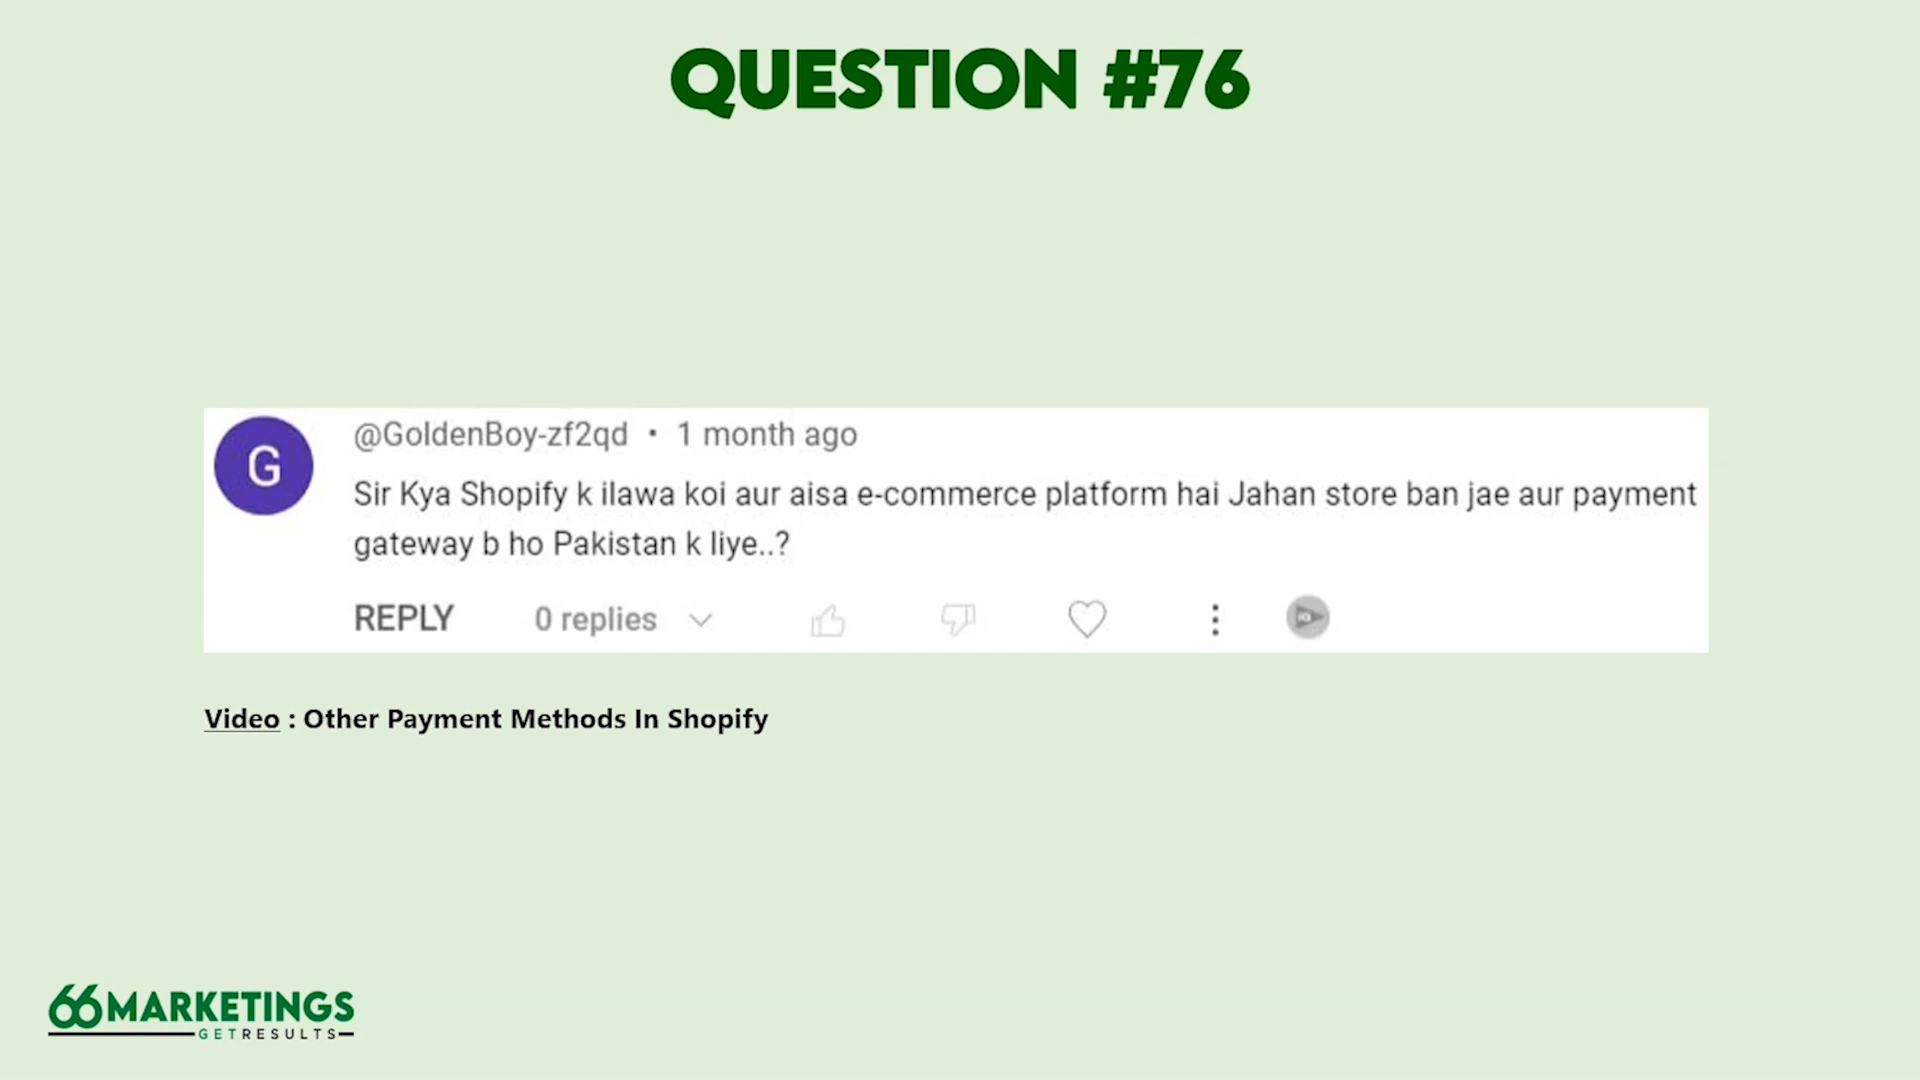 QUESTION #76
G
@GoldenBoy-zf2qd • 1 month ago
Sir Kya Shopify k ilawa koi aur aisa e-commerce platform hai Jahan store ban jae aur payment
gateway b ho Pakistan k liye..?
REPLY 0 replies
Video : Other Payment Methods In Shopify
66MARKETINGS
GETRESULTS